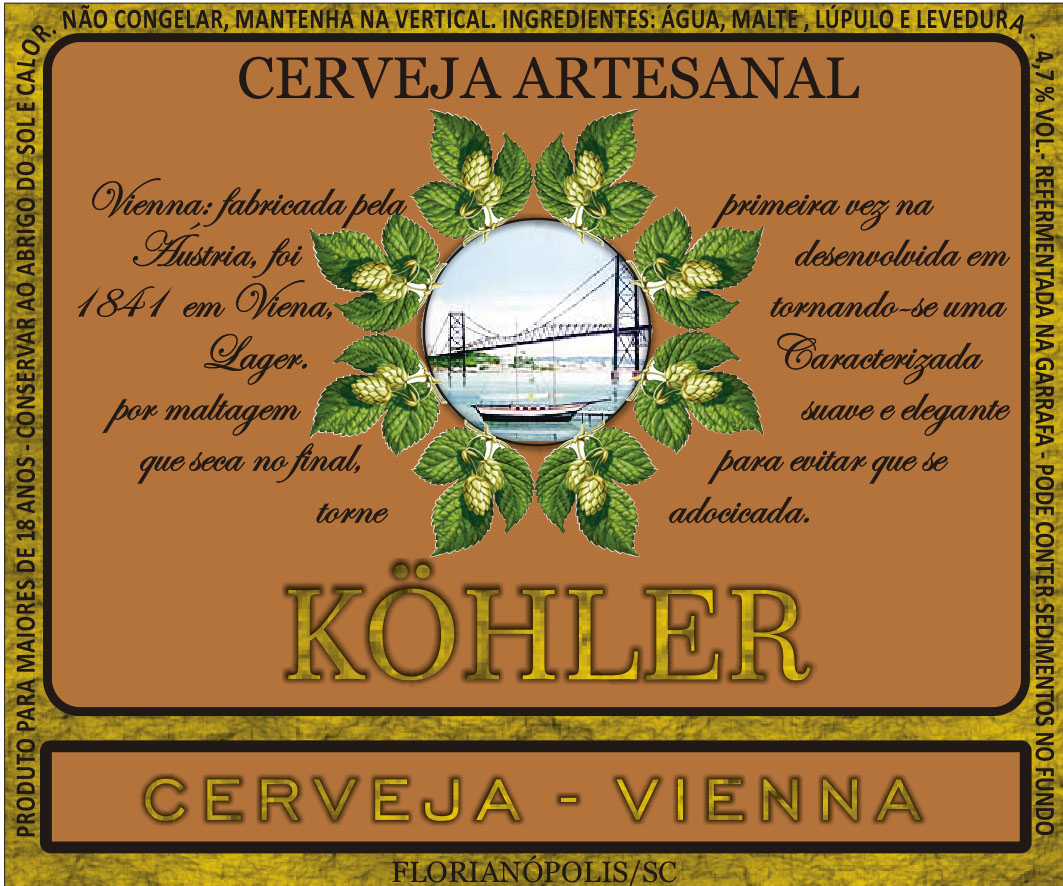 PRODUTO PARA MAIORES DE 18 ANOS - CONSERVAR AO ABRIGO DO SOL E CALOR. NÃO CONGELAR, MANTENHA NA VERTICAL. INGREDIENTES: ÁGUA, MALTE , LÚPULO E LEVEDURA - 4,7% VOL.- REFERMENTADA NA GARRAFA - PODE CONTER SEDIMENTOS NO FUNDO
CERVEJA ARTESANAL
Vienna: fabricada pela primeira vez na
Áustria, foi desenvolvida em
1841 em Viena, tornando-se uma
Lager. Caracterizada
por maltagem suave e elegante
que seca no final, para evitar que se
torne adocicada.
KÖHLER
CERVEJA - VIENNA
FLORIANÓPOLIS/SC